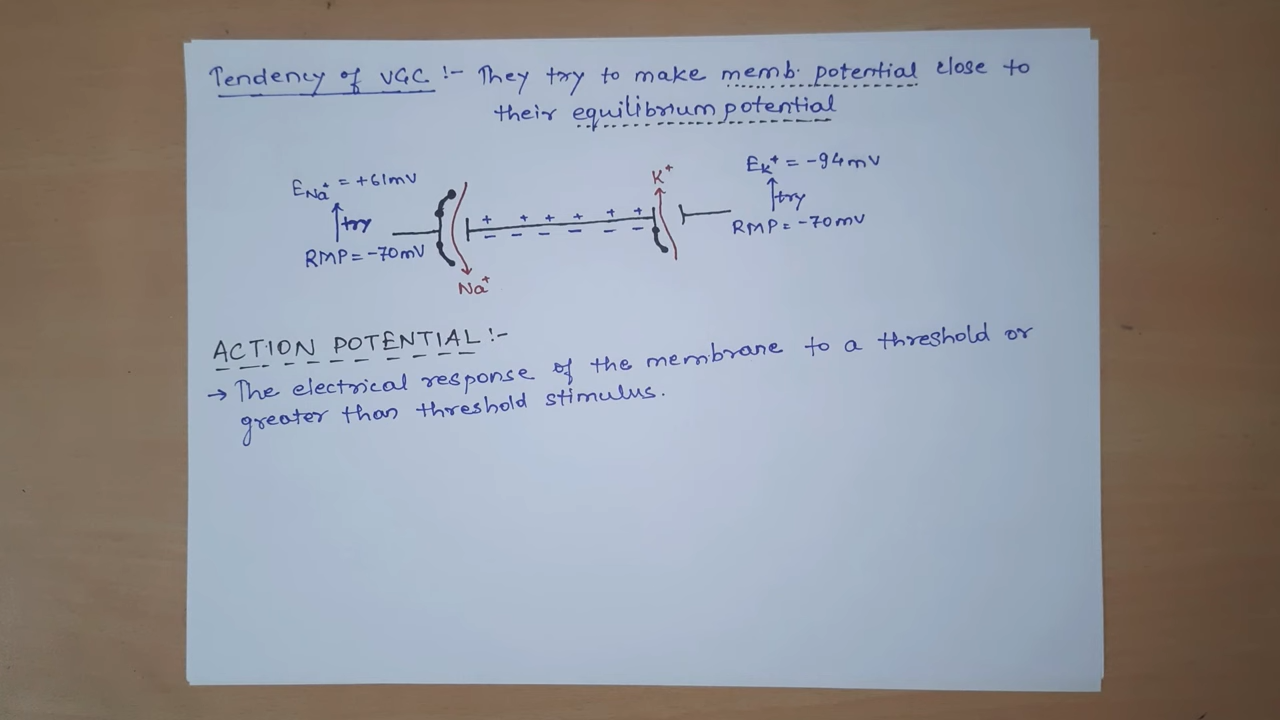 Tendency of VGC :- They try to make memb. potential close to
their equilibrium potential
ENa+ = +61mV
try
RMP = -70mV
Na+
+ + + + + +
- - - - - -
K+
EK+ = -94mV
try
RMP = -70mV
ACTION POTENTIAL :-
→ The electrical response of the membrane to a threshold or
greater than threshold stimulus.